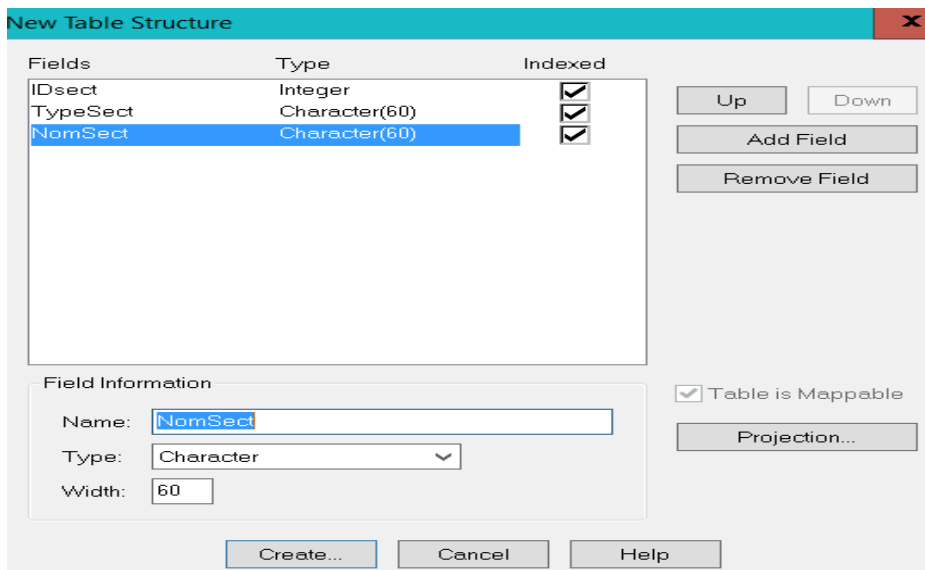 New Table Structure
Fields Type Indexed
IDsect Integer
TypeSect Character(60)
NomSect Character(60)
Up Down
Add Field
Remove Field
Field Information
Name: NomSect
Type: Character
Width: 60
Table is Mappable
Projection...
Create... Cancel Help